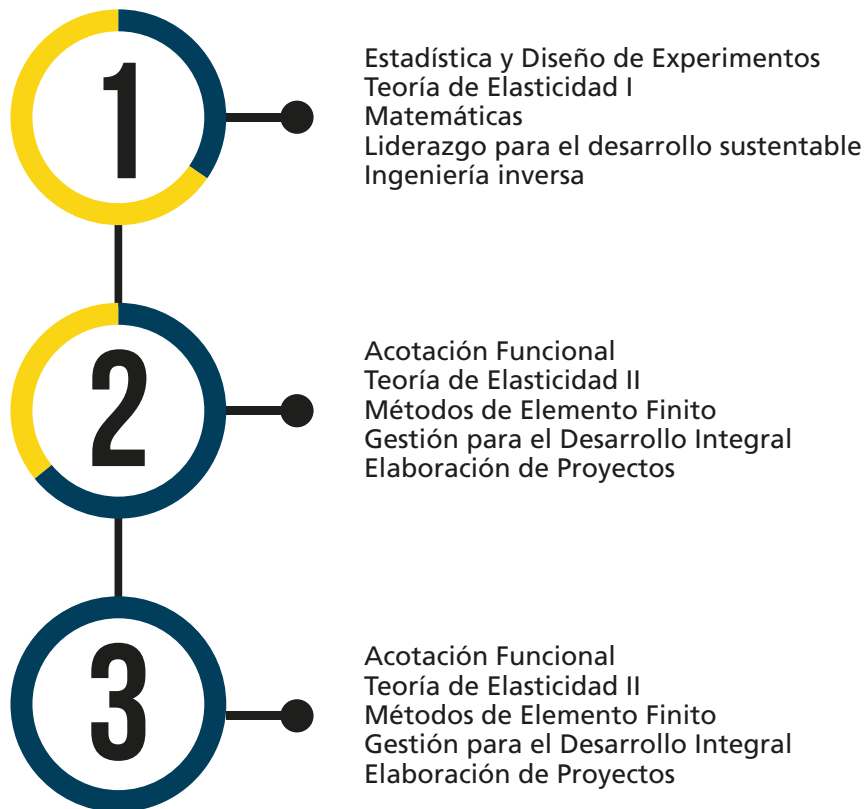 1
Estadística y Diseño de Experimentos
Teoría de Elasticidad I
Matemáticas
Liderazgo para el desarrollo sustentable
Ingeniería inversa
2
Acotación Funcional
Teoría de Elasticidad II
Métodos de Elemento Finito
Gestión para el Desarrollo Integral
Elaboración de Proyectos
3
Acotación Funcional
Teoría de Elasticidad II
Métodos de Elemento Finito
Gestión para el Desarrollo Integral
Elaboración de Proyectos